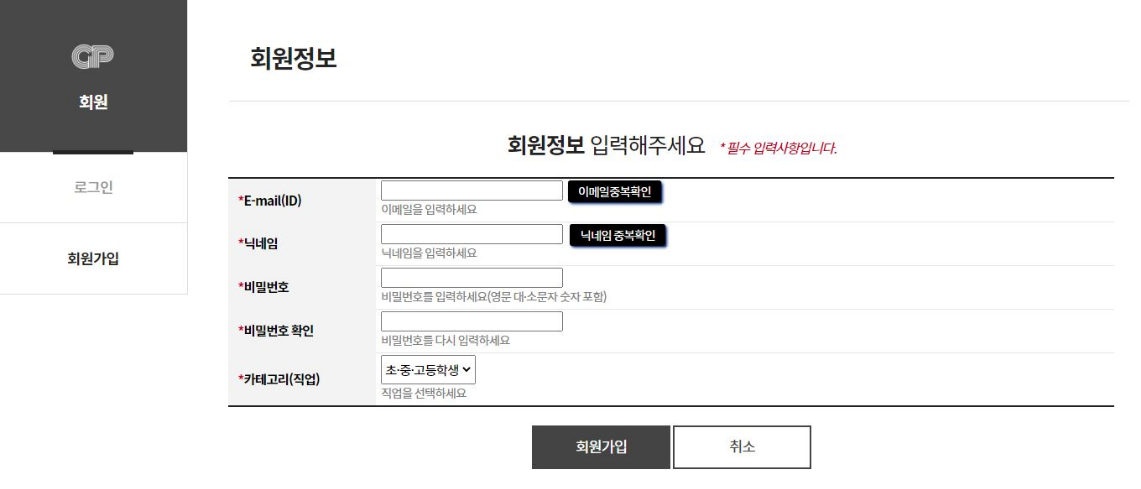 GP
회원
로그인
회원가입
회원정보
회원정보 입력해주세요 *필수 입력사항입니다.
*E-mail(ID)
이메일중복확인
이메일을 입력하세요
*닉네임
닉네임 중복확인
닉네임을 입력하세요
*비밀번호
비밀번호를 입력하세요(영문 대·소문자 숫자 포함)
*비밀번호 확인
비밀번호를 다시 입력하세요
*카테고리(직업)
초·중·고등학생
직업을 선택하세요
회원가입 취소